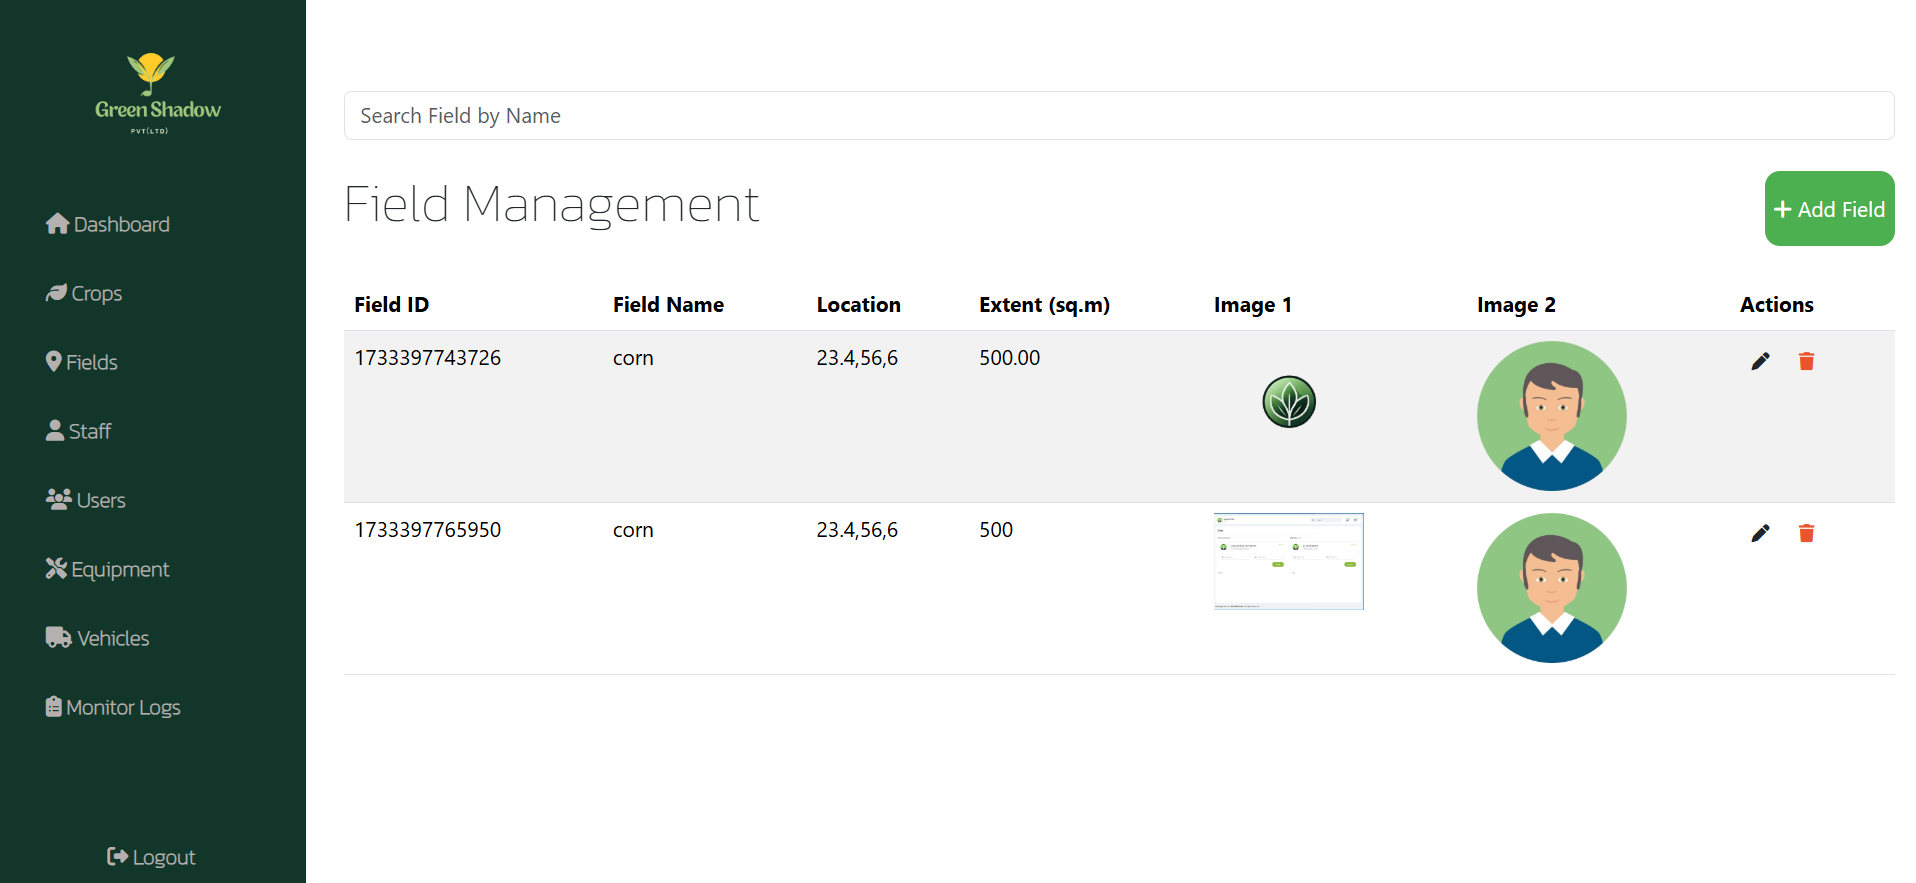 Green Shadow
PVT(LTD)
Dashboard
Crops
Fields
Staff
Users
Equipment
Vehicles
Monitor Logs
Logout
Search Field by Name
Field Management
+ Add Field
Field ID Field Name Location Extent (sq.m) Image 1 Image 2 Actions
1733397743726 corn 23.4,56,6 500.00
1733397765950 corn 23.4,56,6 500